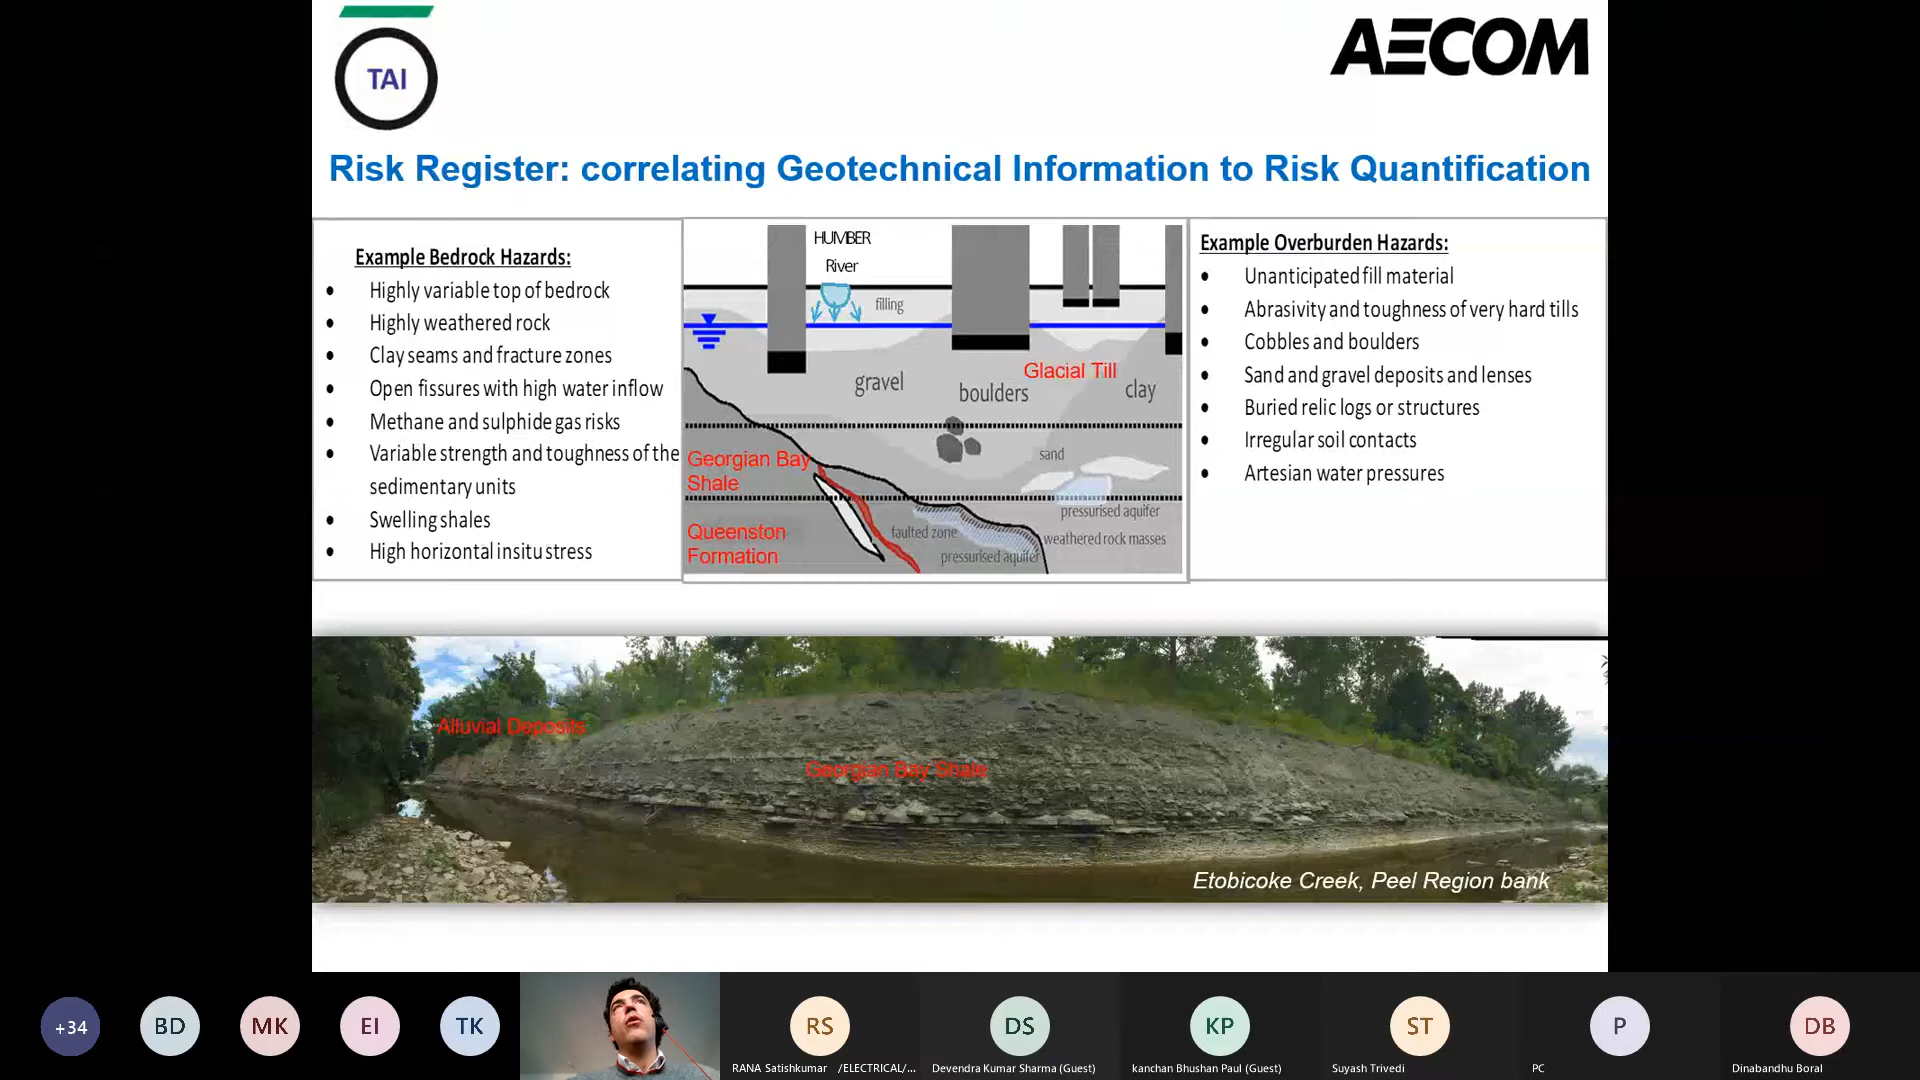 TAI
AECOM
Risk Register: correlating Geotechnical Information to Risk Quantification
Example Bedrock Hazards:
• Highly variable top of bedrock
• Highly weathered rock
• Clay seams and fracture zones
• Open fissures with high water inflow
• Methane and sulphide gas risks
• Variable strength and toughness of the
sedimentary units
• Swelling shales
• High horizontal insitu stress
HUMBER
River
filling
gravel
boulders
Glacial Till
clay
Georgian Bay
Shale
sand
Queenston
Formation
faulted zone
pressurised aquifer
pressurised aquifer
weathered rock masses
Example Overburden Hazards:
• Unanticipated fill material
• Abrasivity and toughness of very hard tills
• Cobbles and boulders
• Sand and gravel deposits and lenses
• Buried relic logs or structures
• Irregular soil contacts
• Artesian water pressures
Alluvial Deposits
Georgian Bay Shale
Etobicoke Creek, Peel Region bank
+34
BD
MK
EI
TK
RS
RANA Satishkumar /ELECTRICAL/...
DS
Devendra Kumar Sharma (Guest)
KP
kanchan Bhushan Paul (Guest)
ST
Suyash Trivedi
P
PC
DB
Dinabandhu Boral